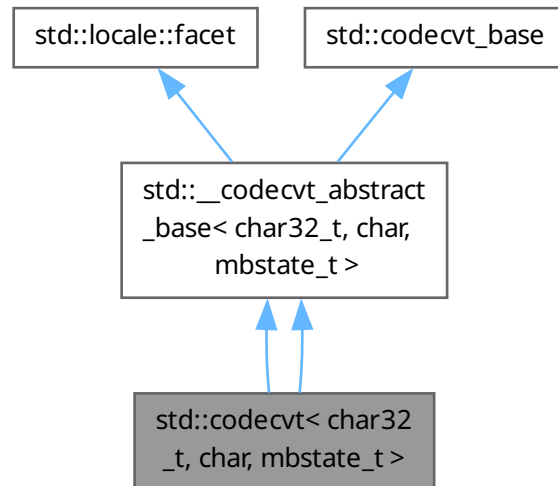 std::locale::facet
std::codecvt_base
std::__codecvt_abstract
_base< char32_t, char,
mbstate_t >
std::codecvt< char32
_t, char, mbstate_t >